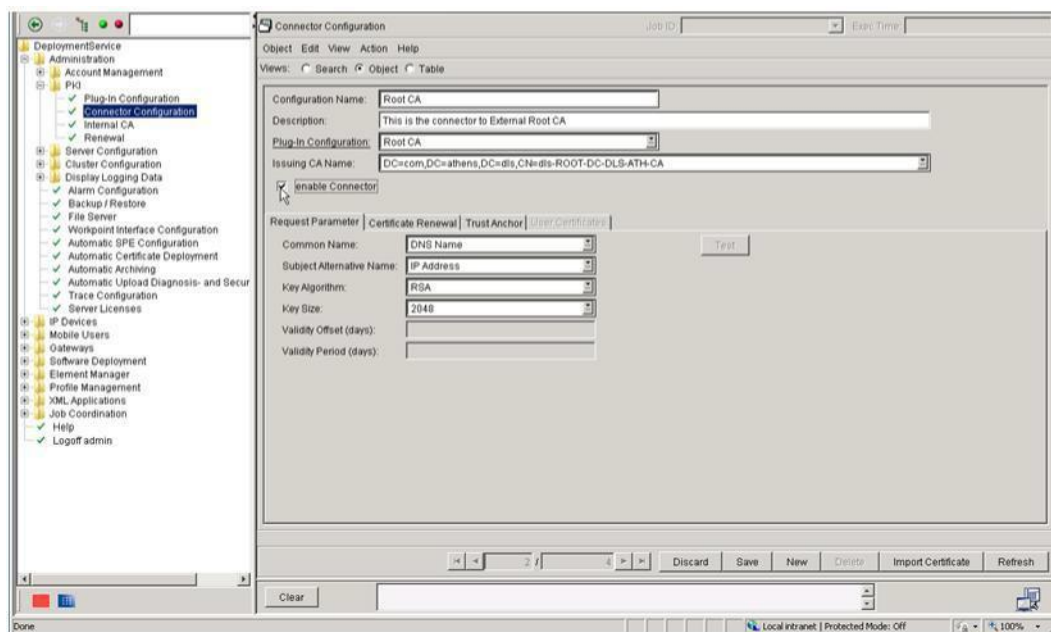 Connector Configuration
Job ID:
Exec Time:
Object Edit View Action Help
Views: Search Object Table
DeploymentService
Administration
Account Management
PKI
Plug-In Configuration
Connector Configuration
Internal CA
Renewal
Server Configuration
Cluster Configuration
Display Logging Data
Alarm Configuration
Backup / Restore
File Server
Workpoint Interface Configuration
Automatic SPE Configuration
Automatic Certificate Deployment
Automatic Archiving
Automatic Upload Diagnosis- and Secur
Trace Configuration
Server Licenses
IP Devices
Mobile Users
Gateways
Software Deployment
Element Manager
Profile Management
XML Applications
Job Coordination
Help
Logoff admin
Configuration Name: Root CA
Description: This is the connector to External Root CA
Plug-In Configuration: Root CA
Issuing CA Name: DC=com,DC=athens,DC=dls,CN=dls-ROOT-DC-DLS-ATH-CA
enable Connector
Request Parameter Certificate Renewal Trust Anchor User Certificates
Common Name: DNS Name
Test
Subject Alternative Name: IP Address
Key Algorithm: RSA
Key Size: 2048
Validity Offset (days):
Validity Period (days):
2 / 4 Discard Save New Delete Import Certificate Refresh
Clear
Done
Local intranet | Protected Mode: Off
100%